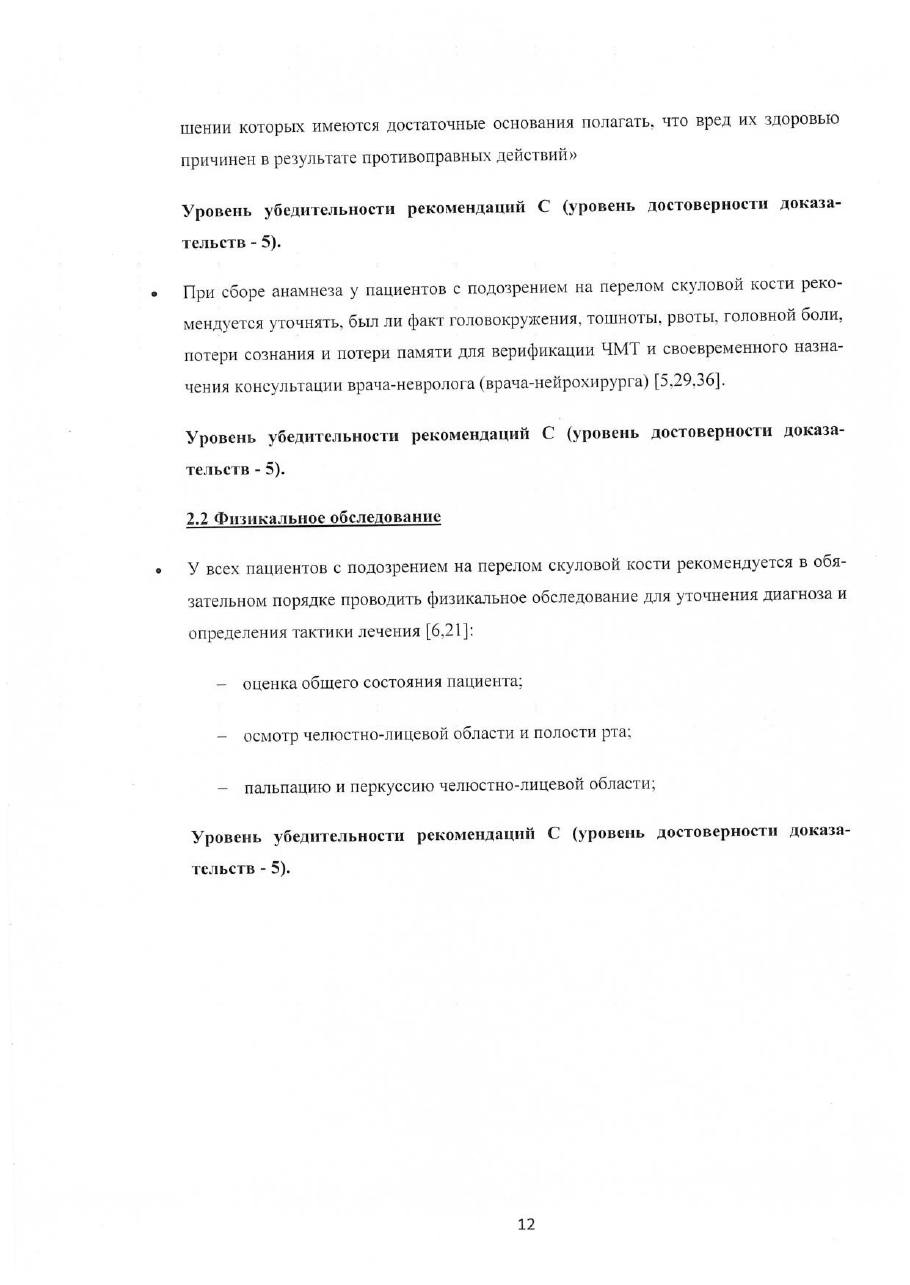 шении которых имеются достаточные основания полагать, что вред их здоровью
причинен в результате противоправных действий»
Уровень убедительности рекомендаций С (уровень достоверности доказа-
тельств - 5).
• При сборе анамнеза у пациентов с подозрением на перелом скуловой кости реко-
мендуется уточнять, был ли факт головокружения, тошноты, рвоты, головной боли,
потери сознания и потери памяти для верификации ЧМТ и своевременного назна-
чения консультации врача-невролога (врача-нейрохирурга) [5,29,36].
Уровень убедительности рекомендаций С (уровень достоверности доказа-
тельств - 5).
2.2 Физикальное обследование
• У всех пациентов с подозрением на перелом скуловой кости рекомендуется в обя-
зательном порядке проводить физикальное обследование для уточнения диагноза и
определения тактики лечения [6,21]:
– оценка общего состояния пациента;
– осмотр челюстно-лицевой области и полости рта;
– пальпацию и перкуссию челюстно-лицевой области;
Уровень убедительности рекомендаций С (уровень достоверности доказа-
тельств - 5).
12